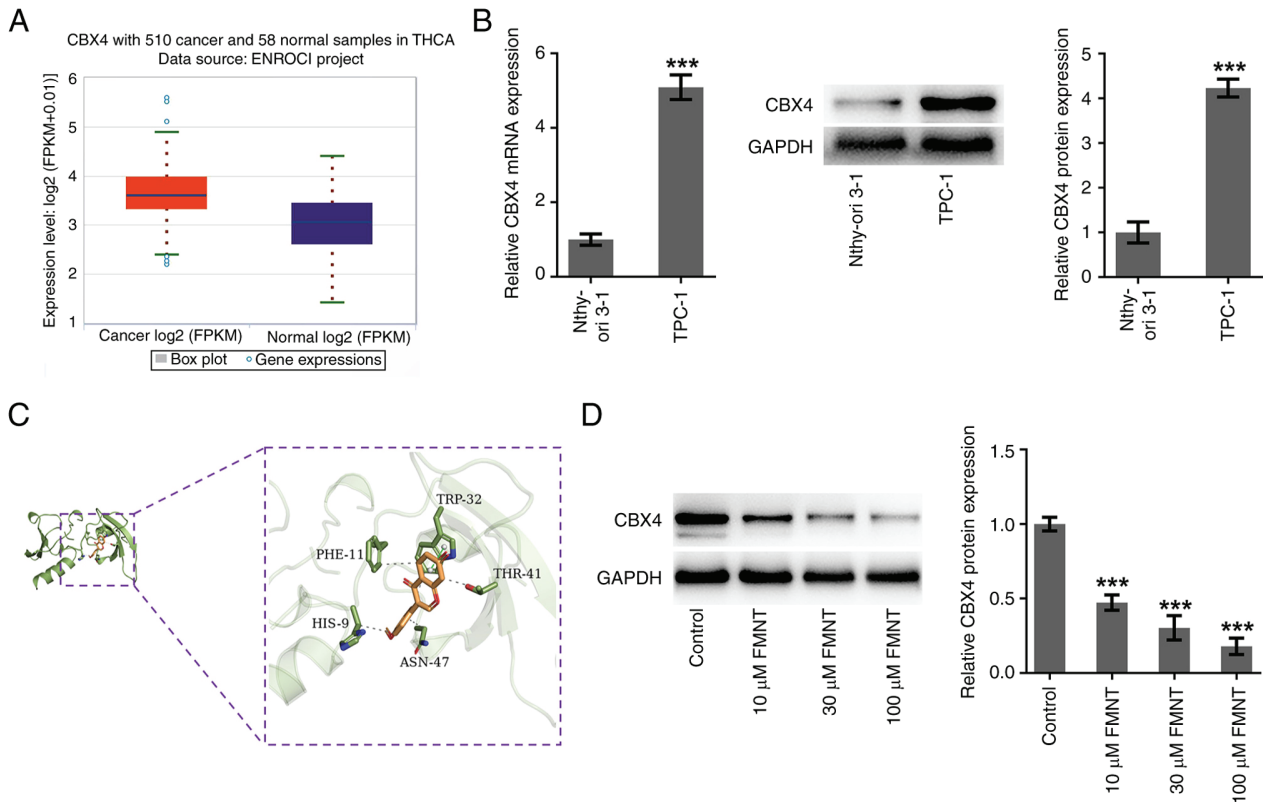 A
CBX4 with 510 cancer and 58 normal samples in THCA
Data source: ENROCI project
Expression level: log2 (FPKM+0.01)]
6
5
4
3
2
1
Cancer log2 (FPKM)
Normal log2 (FPKM)
Box plot
Gene expressions
B
Relative CBX4 mRNA expression
6
4
2
0
***
Nthy-
ori 3-1
TPC-1
CBX4
GAPDH
Nthy-ori 3-1
TPC-1
Relative CBX4 protein expression
5
4
3
2
1
0
***
Nthy-
ori 3-1
TPC-1
C
TRP-32
PHE-11
THR-41
HIS-9
ASN-47
D
CBX4
GAPDH
Control
10 μM FMNT
30 μM FMNT
100 μM FMNT
Relative CBX4 protein expression
1.5
1.0
0.5
0.0
***
***
***
Control
10 μM FMNT
30 μM FMNT
100 μM FMNT